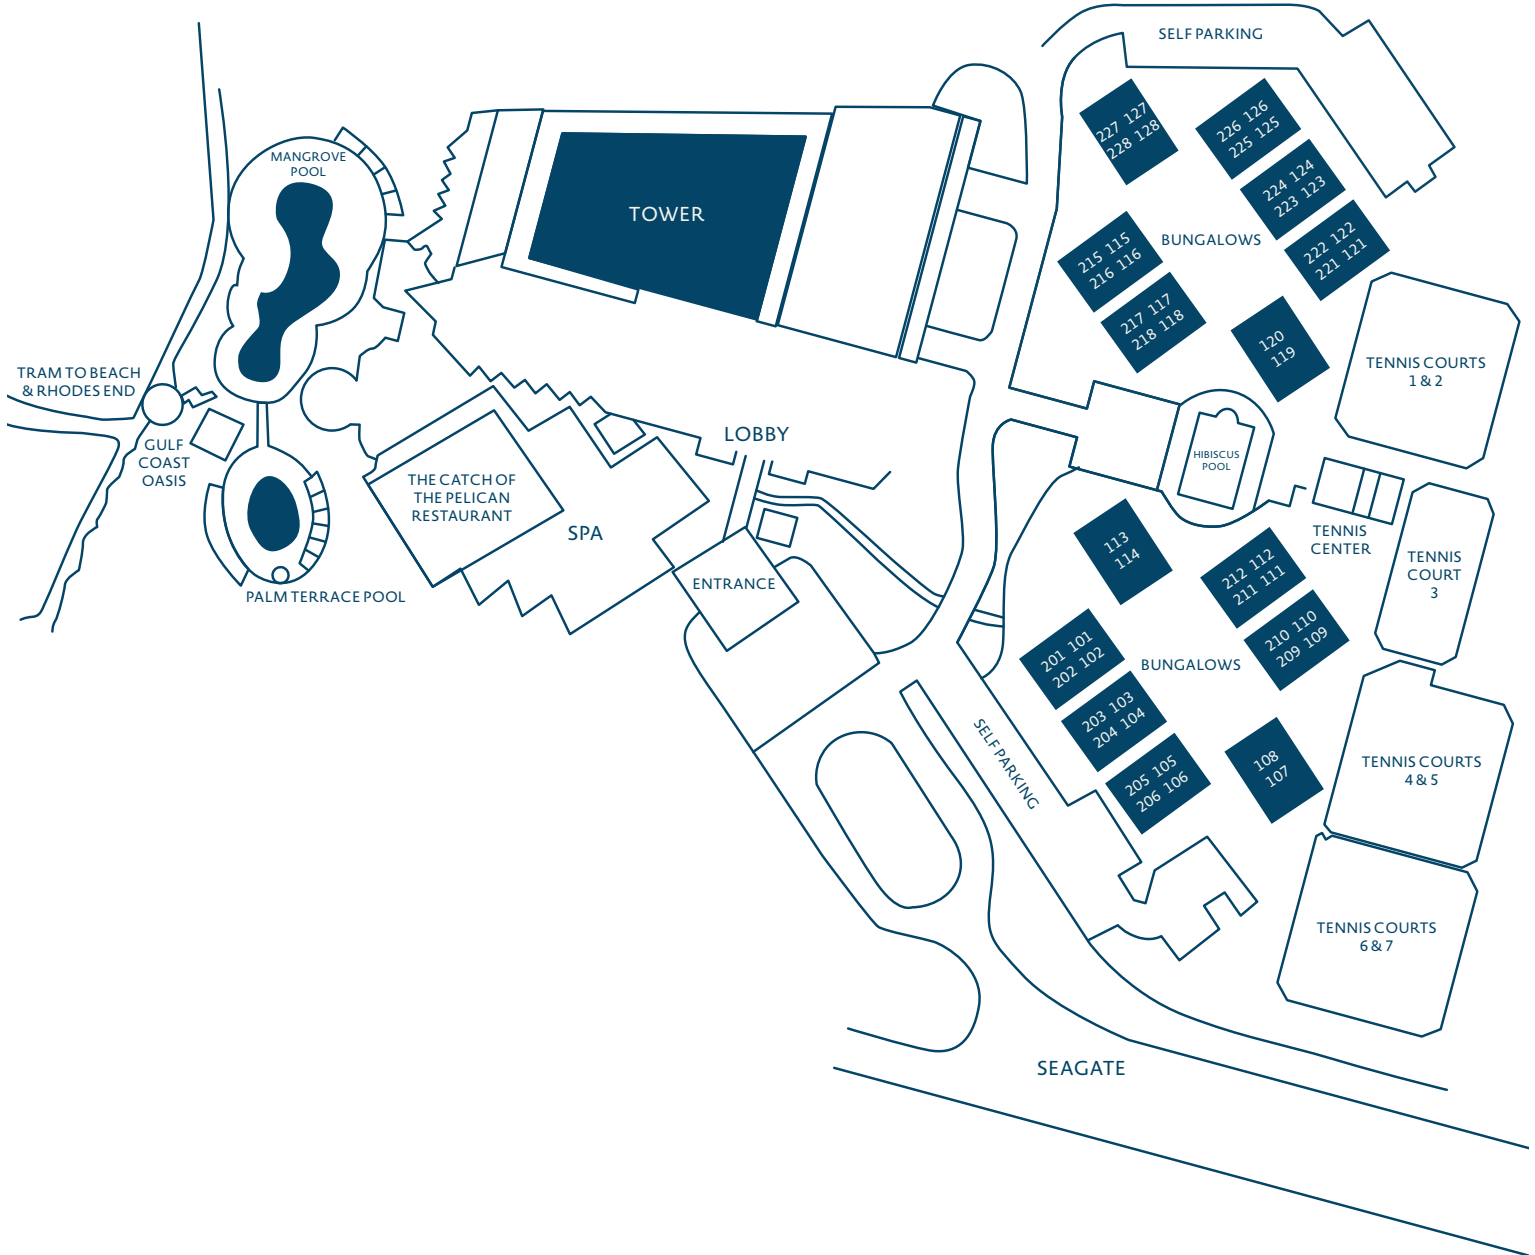 SELF PARKING
227 127
228 128
226 126
225 125
224 124
223 123
222 122
221 121
BUNGALOWS
215 115
216 116
217 117
218 118
120
119
MANGROVE
POOL
TOWER
TENNIS COURTS
1 & 2
TRAM TO BEACH
& RHODES END
GULF
COAST
OASIS
LOBBY
HIBISCUS
POOL
THE CATCH OF
THE PELICAN
RESTAURANT
SPA
TENNIS
CENTER
TENNIS
COURT
3
PALM TERRACE POOL
ENTRANCE
113
114
212 112
211 111
210 110
209 109
201 101
202 102
BUNGALOWS
203 103
204 104
205 105
206 106
108
107
SELF PARKING
TENNIS COURTS
4 & 5
TENNIS COURTS
6 & 7
SEAGATE